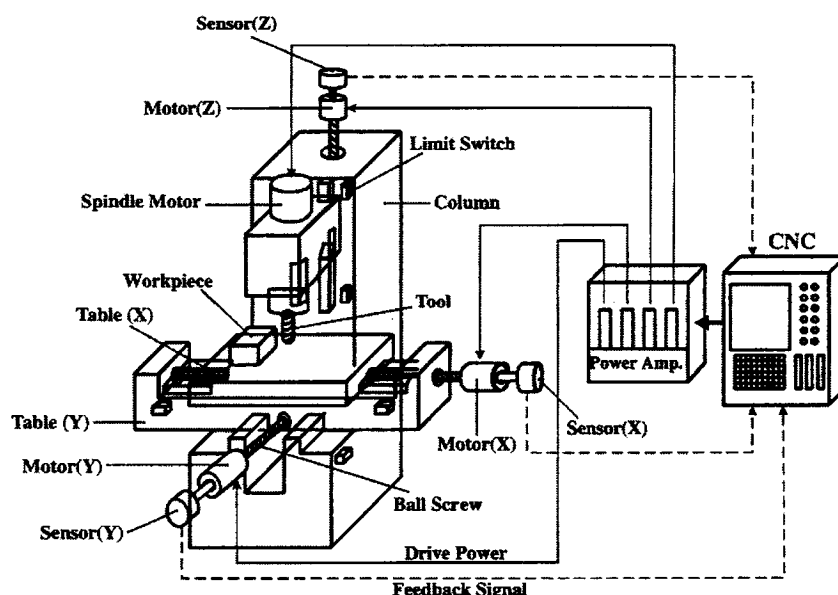 Sensor(Z)
Motor(Z)
Limit Switch
Spindle Motor
Column
CNC
Workpiece
Tool
Table (X)
Power Amp.
Table (Y)
Motor(X)
Sensor(X)
Motor(Y)
Ball Screw
Sensor(Y)
Drive Power
Feedback Signal